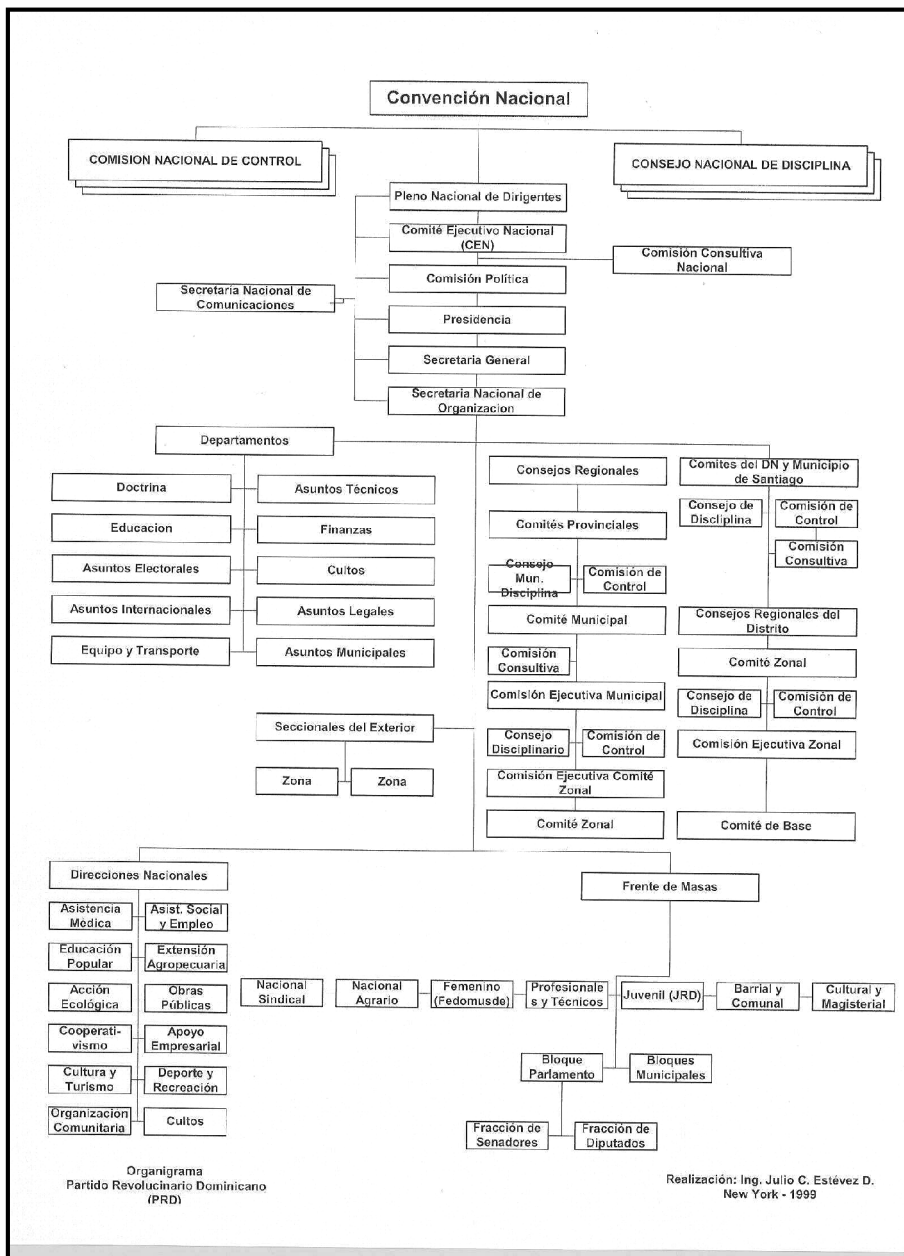 Convención Nacional
COMISION NACIONAL DE CONTROL
CONSEJO NACIONAL DE DISCIPLINA
Pleno Nacional de Dirigentes
Comité Ejecutivo Nacional
(CEN)
Comisión Consultiva
Nacional
Comisión Política
Secretaria Nacional de
Comunicaciones
Presidencia
Secretaria General
Secretaria Nacional de
Organizacion
Departamentos
Doctrina
Asuntos Técnicos
Educacion
Finanzas
Asuntos Electorales
Cultos
Asuntos Internacionales
Asuntos Legales
Equipo y Transporte
Asuntos Municipales
Consejos Regionales
Comités Provinciales
Consejo
Mun.
Disciplina
Comisión de
Control
Comité Municipal
Comisión
Consultiva
Comisión Ejecutiva Municipal
Consejo
Disciplinario
Comisión de
Control
Comisión Ejecutiva Comité
Zonal
Comité Zonal
Comites del DN y Municipio
de Santiago
Consejo de
Discliplina
Comisión de
Control
Comisión
Consultiva
Consejos Regionales del
Distrito
Comité Zonal
Consejo de
Disciplina
Comisión de
Control
Comisión Ejecutiva Zonal
Comité de Base
Seccionales del Exterior
Zona
Zona
Direcciones Nacionales
Asistencia
Médica
Asist. Social
y Empleo
Educación
Popular
Extensión
Agropecuaria
Acción
Ecológica
Obras
Públicas
Cooperati-
vismo
Apoyo
Empresarial
Cultura y
Turismo
Deporte y
Recreación
Organización
Comunitaria
Cultos
Frente de Masas
Nacional
Sindical
Nacional
Agrario
Femenino
(Fedomusde)
Profesionale
s y Técnicos
Juvenil (JRD)
Barrial y
Comunal
Cultural y
Magisterial
Bloque
Parlamento
Bloques
Municipales
Fracción de
Senadores
Fracción de
Diputados
Organigrama
Partido Revolucinario Dominicano
(PRD)
Realización: Ing. Julio C. Estévez D.
New York - 1999